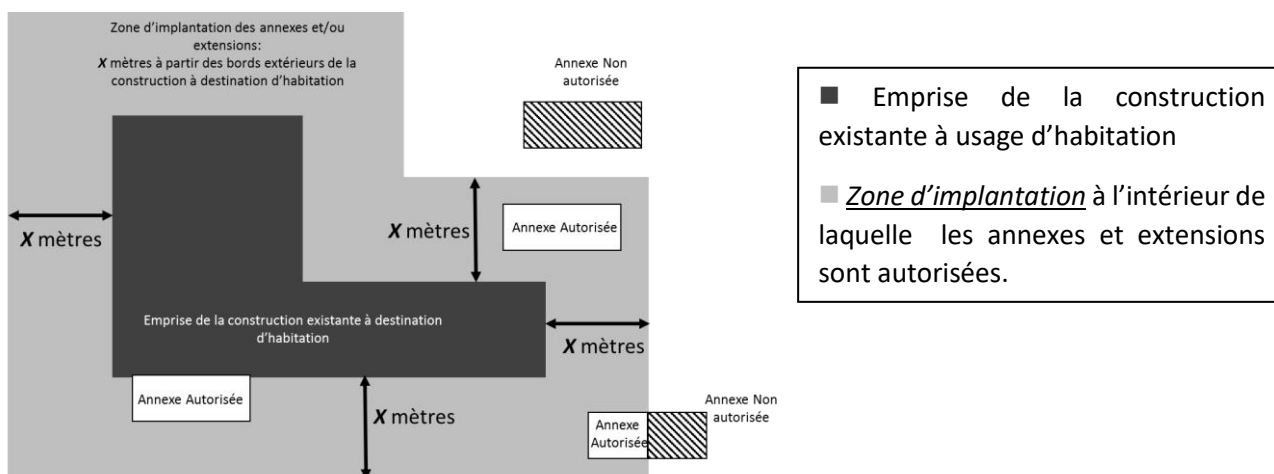 Zone d’implantation des annexes et/ou
extensions:
X mètres à partir des bords extérieurs de la
construction à destination d’habitation
Annexe Non
autorisée
X mètres
X mètres
Annexe Autorisée
Emprise de la construction existante à destination
d’habitation
X mètres
Annexe Autorisée
X mètres
Annexe
Autorisée
Annexe Non
autorisée
Emprise de la construction
existante à usage d’habitation
Zone d’implantation à l’intérieur de
laquelle les annexes et extensions
sont autorisées.